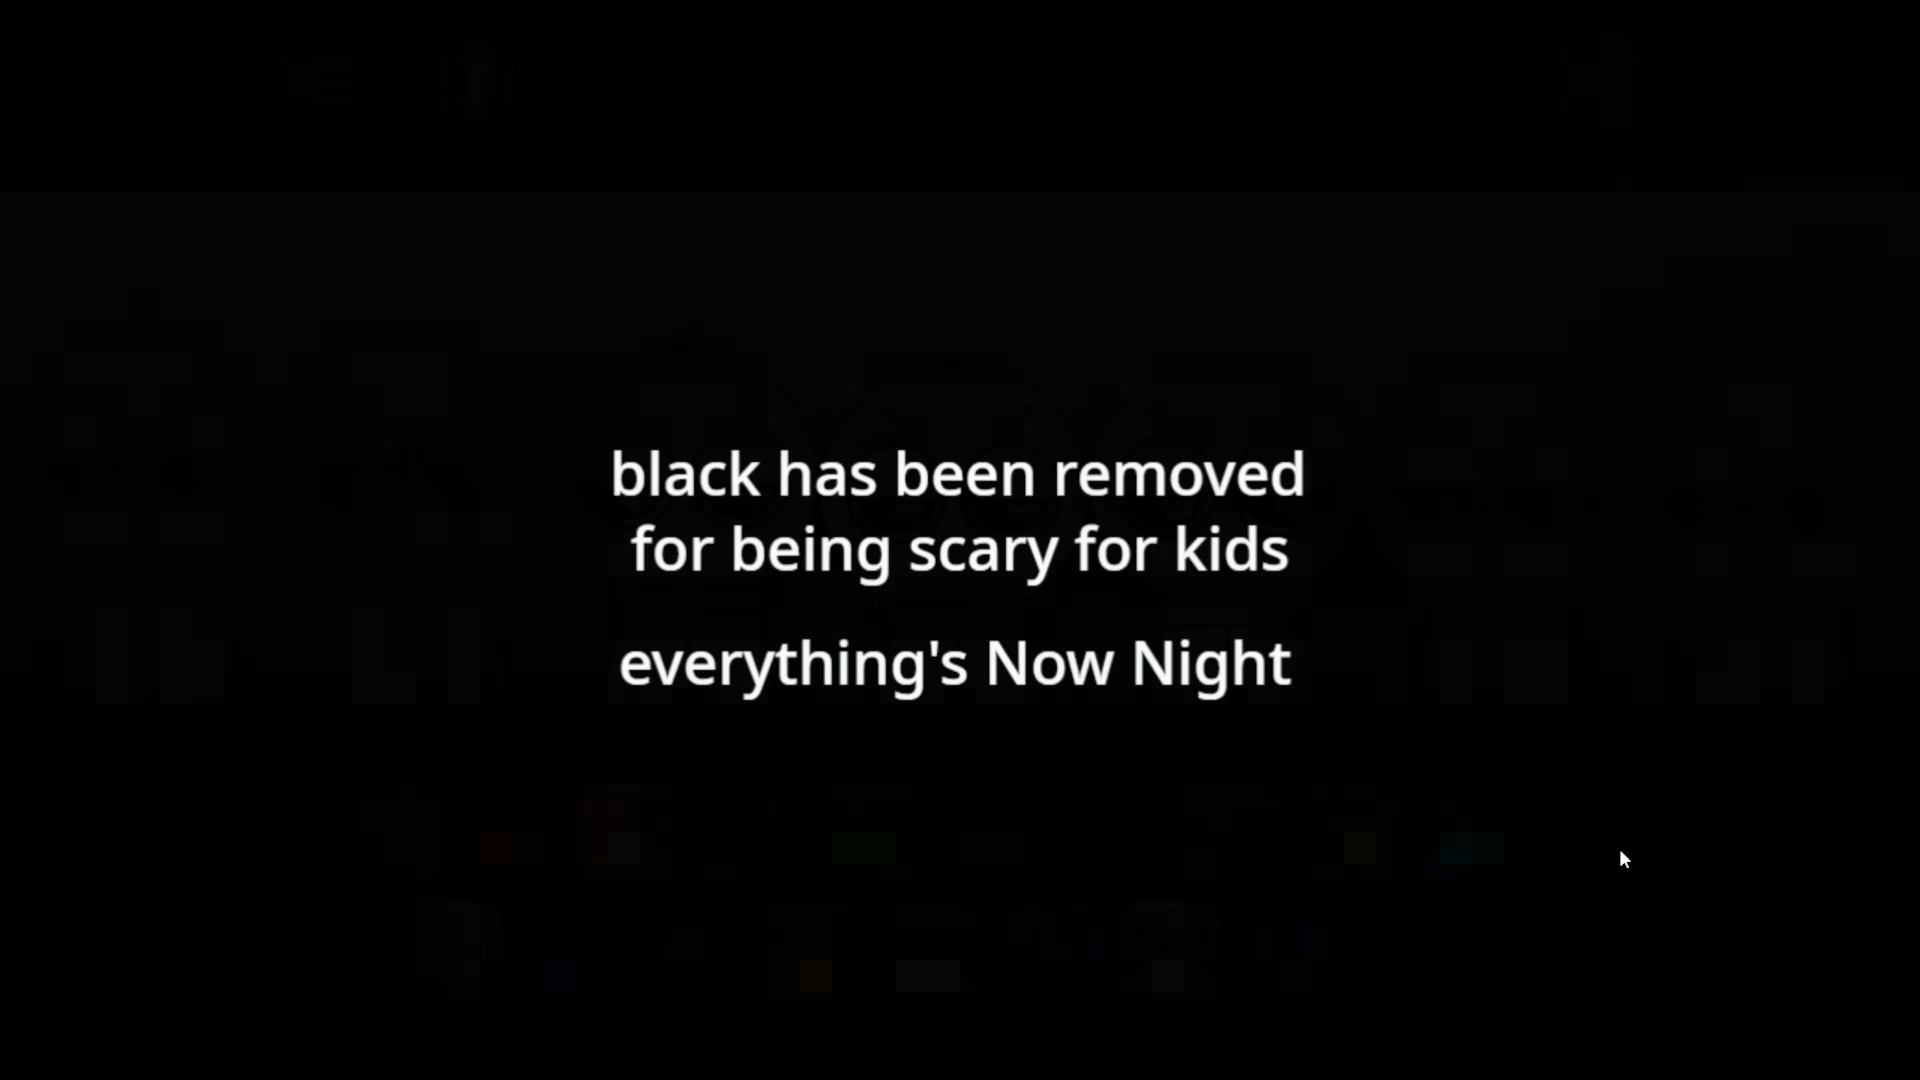 black has been removed
for being scary for kids
everything's Now Night